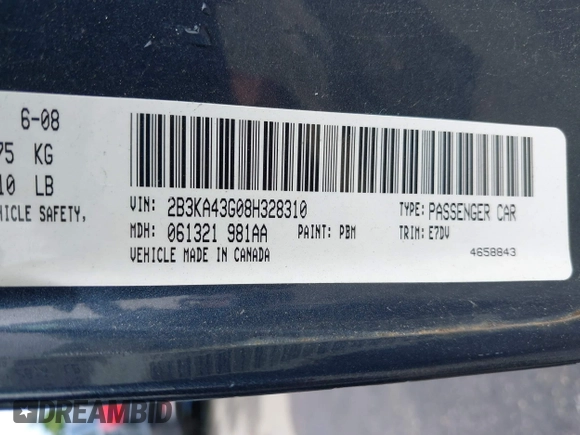 6-08
75 KG
10 LB
HICLE SAFETY,
VIN: 2B3KA43G08H328310
TYPE: PASSENGER CAR
MDH: 061321 981AA
PAINT: PBM
TRIM: E7DV
VEHICLE MADE IN CANADA
4658843
DREAMBID